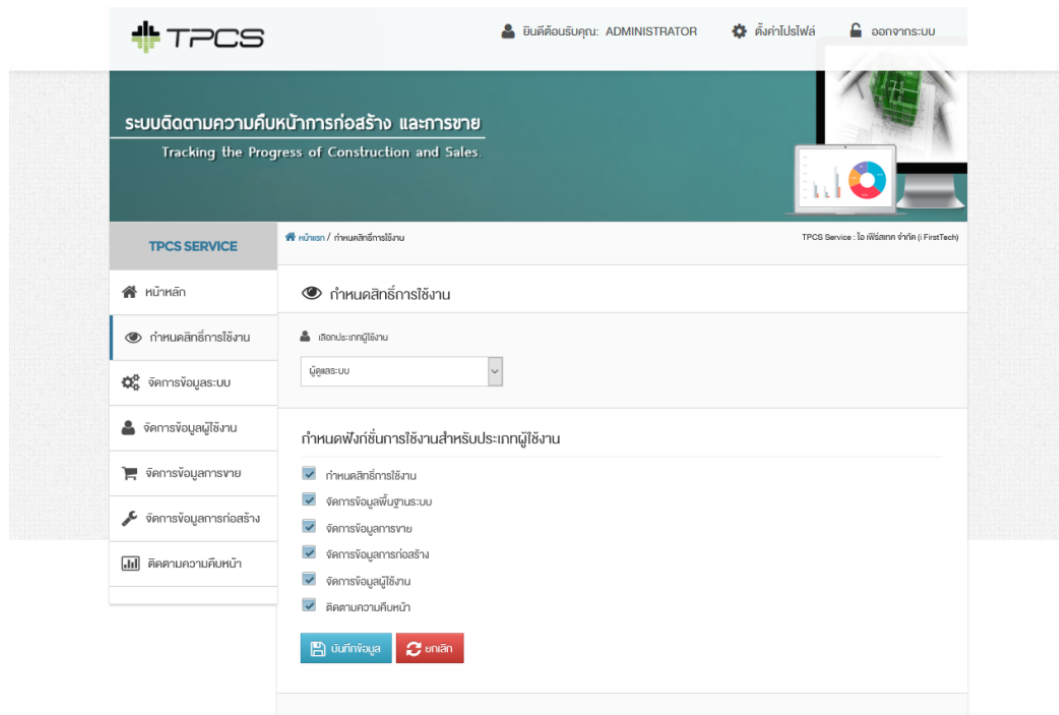 TPCS
ยินดีต้อนรับคุณ: ADMINISTRATOR
ตั้งค่าโปรไฟล์
ออกจากระบบ
ระบบติดตามความคืบหน้าการก่อสร้าง และการขาย
Tracking the Progress of Construction and Sales.
TPCS SERVICE
หน้าแรก / กำหนดสิทธิ์การใช้งาน
TPCS Service : ไอ เฟิร์สเทค จำกัด (i FirstTech)
หน้าหลัก
กำหนดสิทธิ์การใช้งาน
จัดการข้อมูลระบบ
จัดการข้อมูลผู้ใช้งาน
จัดการข้อมูลการขาย
จัดการข้อมูลการก่อสร้าง
ติดตามความคืบหน้า
กำหนดสิทธิ์การใช้งาน
เลือกประเภทผู้ใช้งาน
ผู้ดูแลระบบ
กำหนดฟังก์ชั่นการใช้งานสำหรับประเภทผู้ใช้งาน
กำหนดสิทธิ์การใช้งาน
จัดการข้อมูลพื้นฐานระบบ
จัดการข้อมูลการขาย
จัดการข้อมูลการก่อสร้าง
จัดการข้อมูลผู้ใช้งาน
ติดตามความคืบหน้า
บันทึกข้อมูล
ยกเลิก